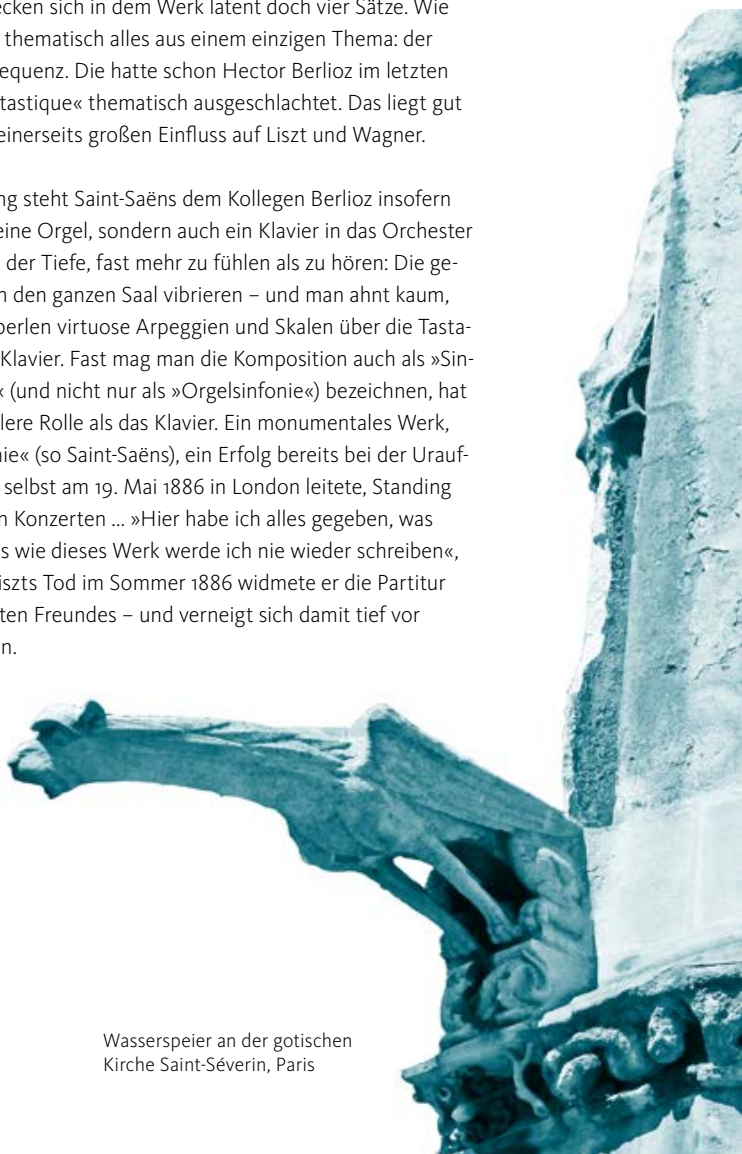 ecken sich in dem Werk latent doch vier Sätze. Wie
thematisch alles aus einem einzigen Thema: der
equenz. Die hatte schon Hector Berlioz im letzten
tastique« thematisch ausgeschlachtet. Das liegt gut
einerseits großen Einfluss auf Liszt und Wagner.
ng steht Saint-Saëns dem Kollegen Berlioz insofern
eine Orgel, sondern auch ein Klavier in das Orchester
der Tiefe, fast mehr zu fühlen als zu hören: Die ge-
n den ganzen Saal vibrieren – und man ahnt kaum,
perlen virtuose Arpeggien und Skalen über die Tasta-
Klavier. Fast mag man die Komposition auch als »Sin-
« (und nicht nur als »Orgelsinfonie«) bezeichnen, hat
lere Rolle als das Klavier. Ein monumentales Werk,
nie« (so Saint-Saëns), ein Erfolg bereits bei der Urauf-
selbst am 19. Mai 1886 in London leitete, Standing
n Konzerten ... »Hier habe ich alles gegeben, was
s wie dieses Werk werde ich nie wieder schreiben«,
iszts Tod im Sommer 1886 widmete er die Partitur
ten Freundes – und verneigt sich damit tief vor
n.
Wasserspeier an der gotischen
Kirche Saint-Séverin, Paris